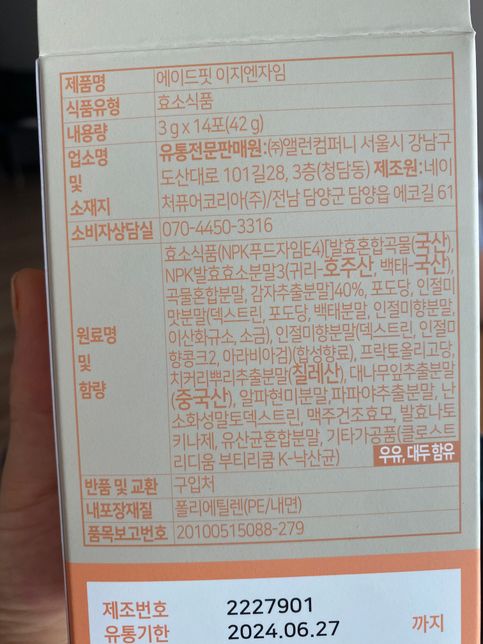 제품명 에이드핏 이지엔자임
식품유형 효소식품
내용량 3 g x 14포(42 g)
업소명 및 소재지 유통전문판매원:㈜앨런컴퍼니 서울시 강남구
도산대로 101길28, 3층(청담동) 제조원:네이
처퓨어코리아(주)/전남 담양군 담양읍 에코길 61
소비자상담실 070-4450-3316
원료명 및 함량 효소식품(NPK푸드자임E4)[발효혼합곡물(국산),
NPK발효효소분말3(귀리-호주산, 백태-국산),
곡물혼합분말, 감자추출분말]40%, 포도당, 인절미
맛분말(덱스트린, 포도당, 백태분말, 인절미향분말,
이산화규소, 소금), 인절미향분말(덱스트린, 인절미
향콩크2, 아라비아검)(합성향료), 프락토올리고당,
치커리뿌리추출분말(칠레산), 대나무잎추출분말
(중국산), 알파현미분말,파파야추출분말, 난
소화성말토덱스트린, 맥주건조효모, 발효나토
키나제, 유산균혼합분말, 기타가공품(클로스트
리디움 부티리쿰 K-낙산균)
우유, 대두 함유
반품 및 교환 구입처
내포장재질 폴리에틸렌(PE/내면)
품목보고번호 20100515088-279
제조번호 2227901
유통기한 2024.06.27 까지